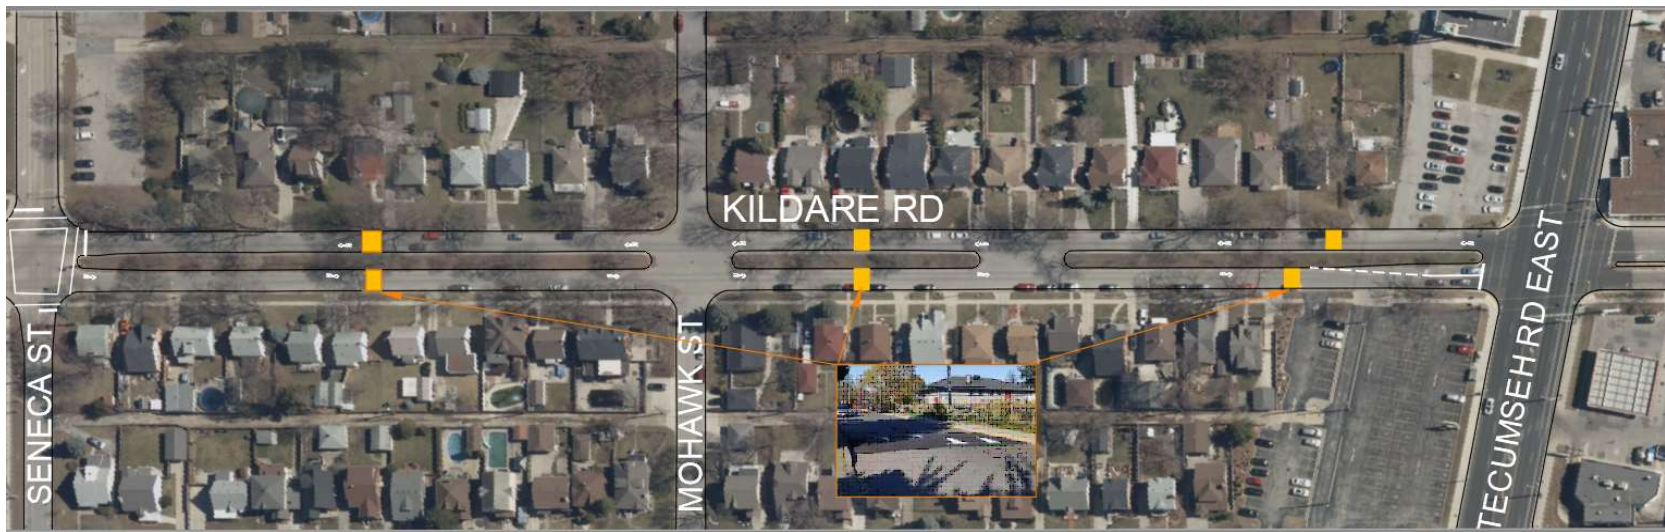 KILDARE RD
SENECA ST
MOHAWK ST
TECUMSEH RD EAST